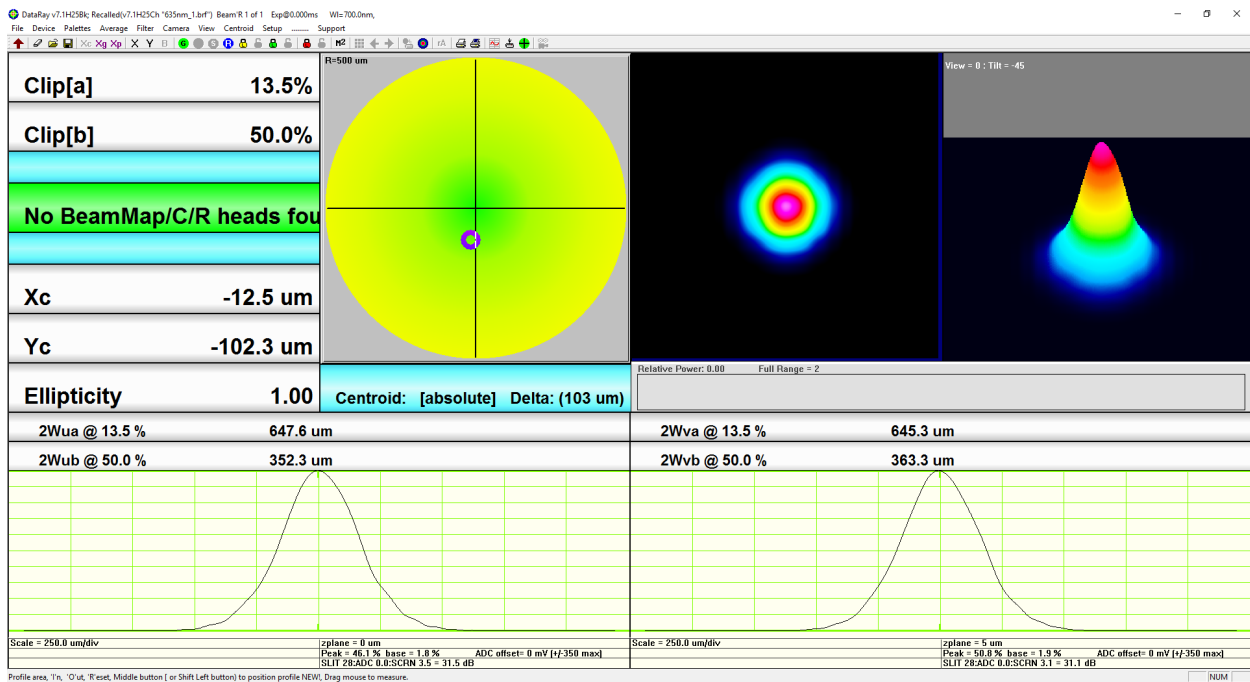 DataRay v7.1H25Bk; Recalled(v7.1H25Ch "635nm_1.brf") Beam'R 1 of 1 Exp@0.000ms Wl=700.0nm,
File Device Palettes Average Filter Camera View Centroid Setup ........ Support
Xc Xg Xp X Y B G S R M2 rA
Clip[a] 13.5%
Clip[b] 50.0%
No BeamMap/C/R heads fou
Xc -12.5 um
Yc -102.3 um
Ellipticity 1.00
R=500 um
Centroid: [absolute] Delta: (103 um)
View = 0 : Tilt = -45
Relative Power: 0.00 Full Range = 2
2Wua @ 13.5 % 647.6 um
2Wub @ 50.0 % 352.3 um
2Wva @ 13.5 % 645.3 um
2Wvb @ 50.0 % 363.3 um
Scale = 250.0 um/div
zplane = 0 um
Peak = 46.1 % base = 1.8 % ADC offset= 0 mV [+/-350 max]
SLIT 28:ADC 0.0:SCRN 3.5 = 31.5 dB
Scale = 250.0 um/div
zplane = 5 um
Peak = 50.8 % base = 1.9 % ADC offset= 0 mV [+/-350 max]
SLIT 28:ADC 0.0:SCRN 3.1 = 31.1 dB
Profile area, 'I'n, 'O'ut, 'R'eset, Middle button [ or Shift Left button) to position profile NEW!, Drag mouse to measure.
NUM